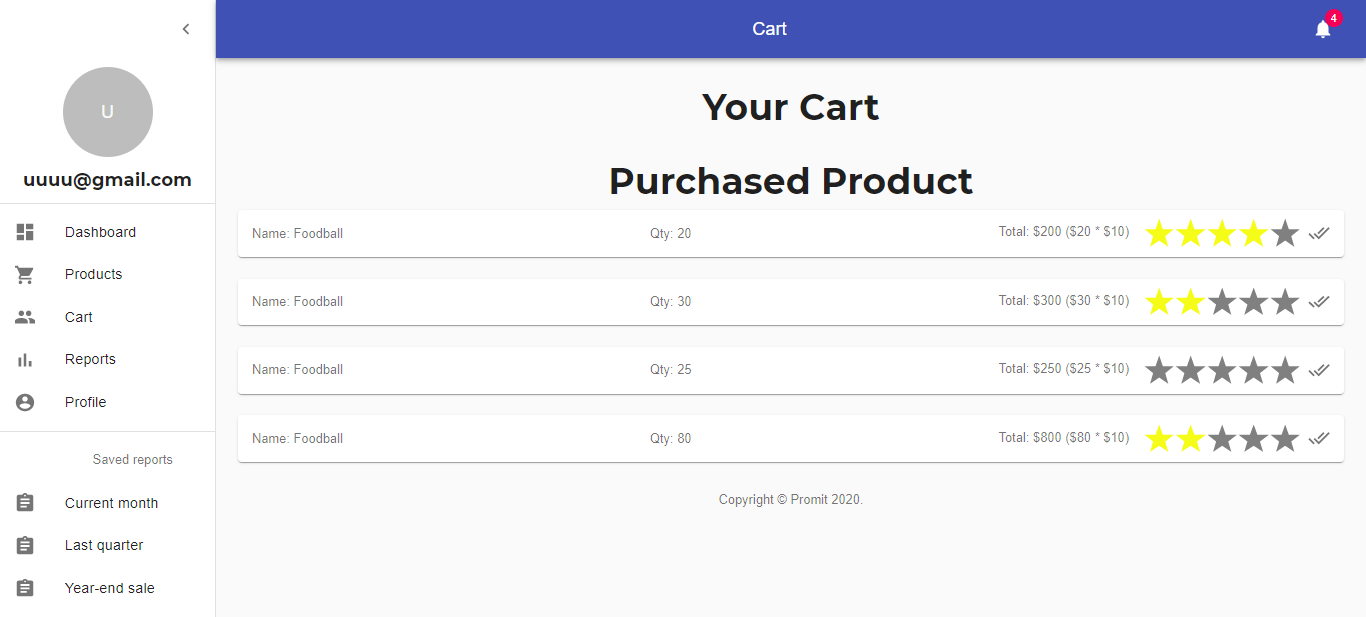 Cart
4
U
uuuu@gmail.com
Dashboard
Products
Cart
Reports
Profile
Saved reports
Current month
Last quarter
Year-end sale
Your Cart
Purchased Product
Name: Foodball Qty: 20 Total: $200 ($20 * $10)
Name: Foodball Qty: 30 Total: $300 ($30 * $10)
Name: Foodball Qty: 25 Total: $250 ($25 * $10)
Name: Foodball Qty: 80 Total: $800 ($80 * $10)
Copyright © Promit 2020.